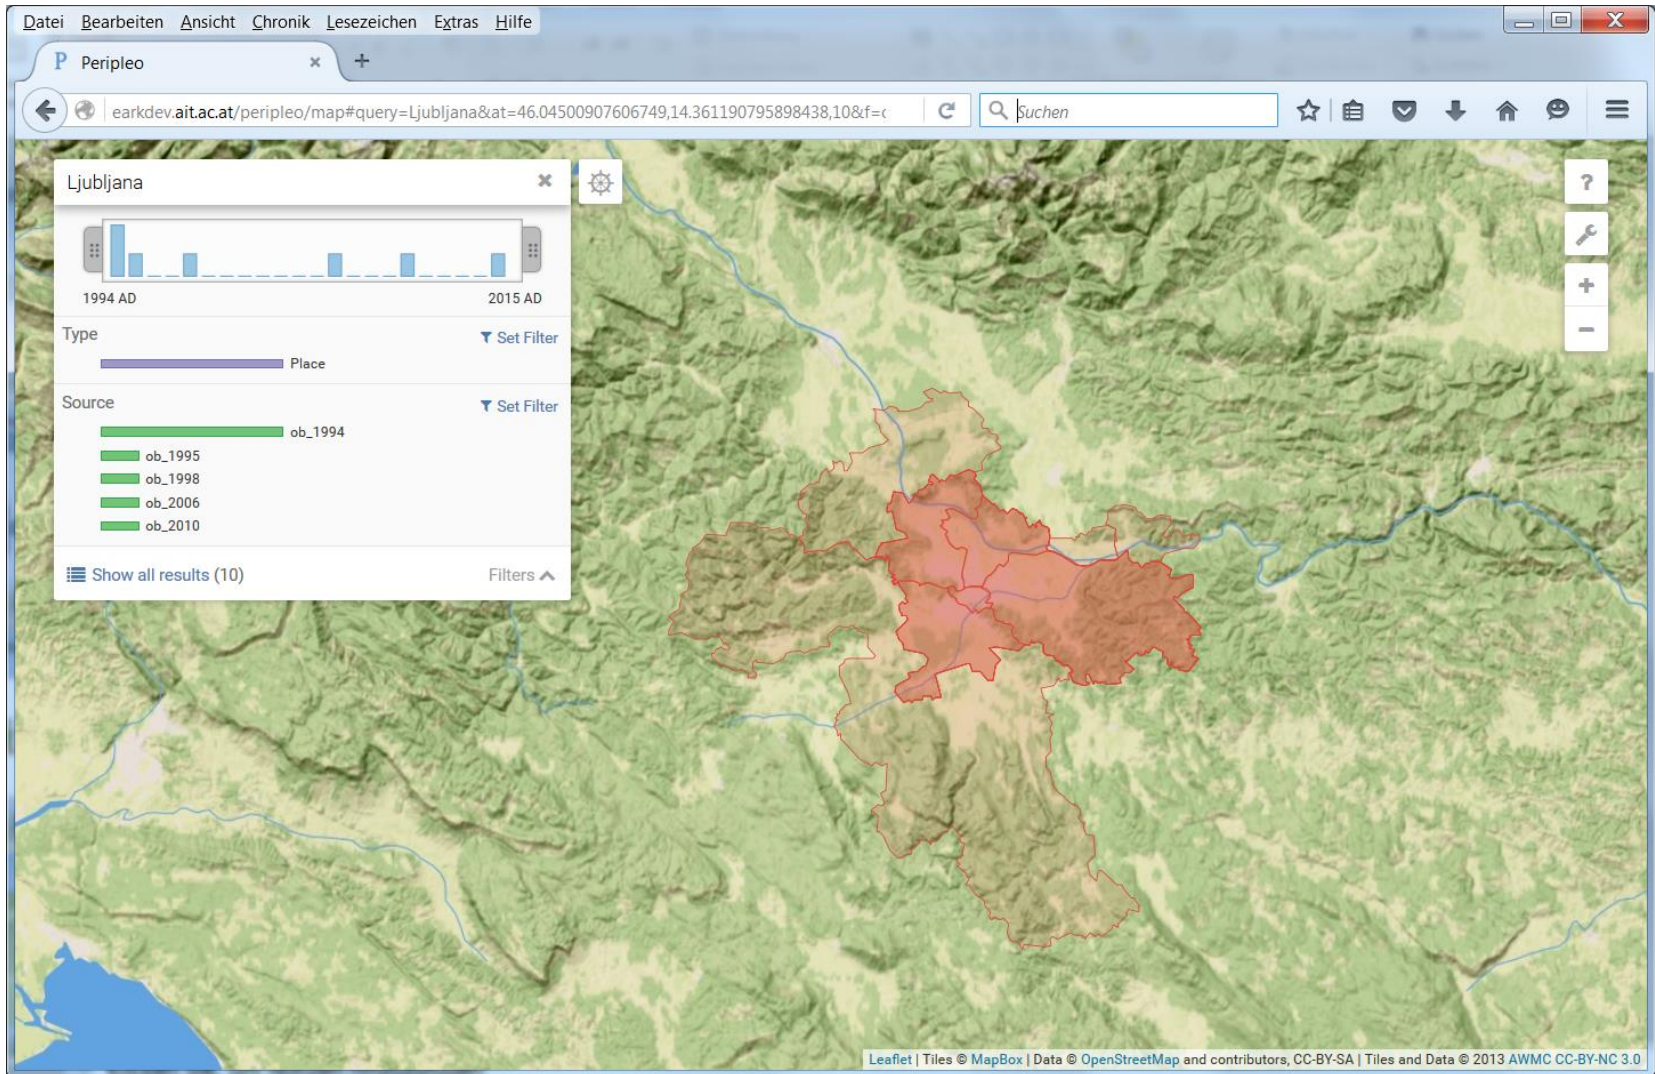 Datei Bearbeiten Ansicht Chronik Lesezeichen Extras Hilfe
P Peripleo
earkdev.ait.ac.at/peripleo/map#query=Ljubljana&at=46.04500907606749,14.361190795898438,10&f=c
Suchen
Ljubljana
1994 AD 2015 AD
Type Set Filter
Place
Source Set Filter
ob_1994
ob_1995
ob_1998
ob_2006
ob_2010
Show all results (10) Filters
?
+
−
Leaflet | Tiles © MapBox | Data © OpenStreetMap and contributors, CC-BY-SA | Tiles and Data © 2013 AWMC CC-BY-NC 3.0